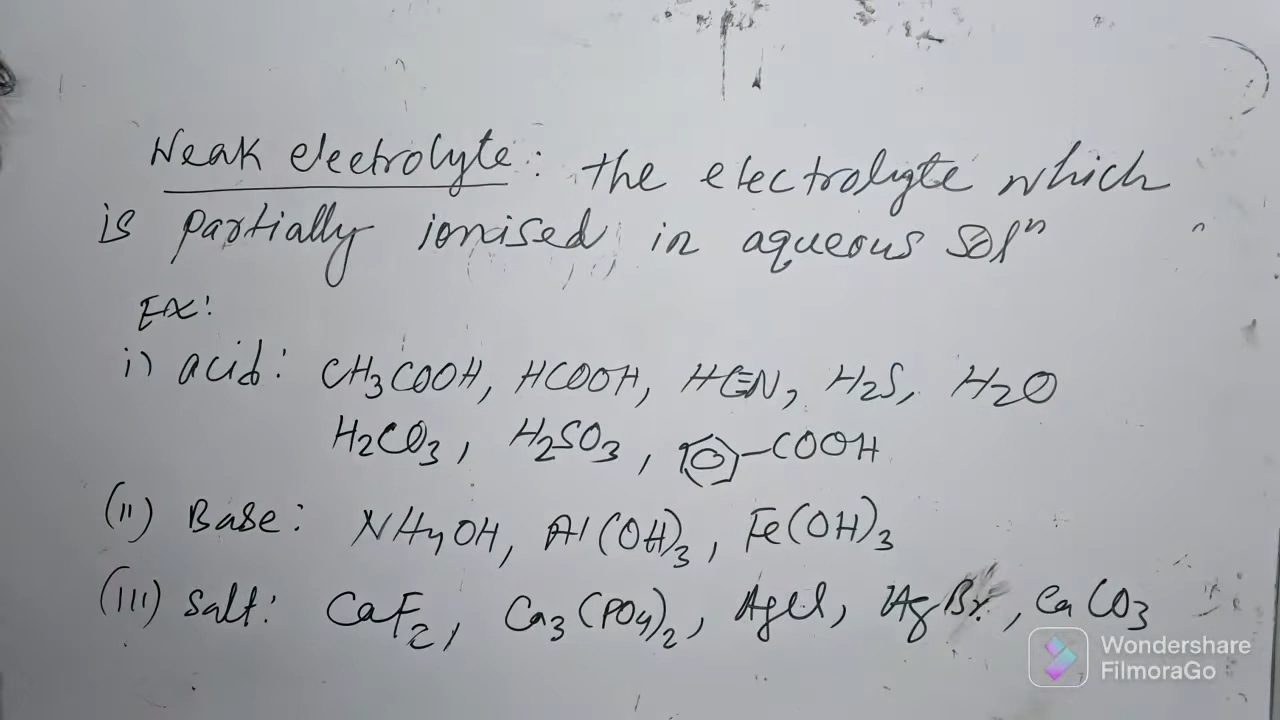 Weak electrolyte: the electrolyte which
is partially ionised in aqueous solⁿ
Ex:
i) acid: CH3COOH, HCOOH, HCN, H2S, H2O
H2CO3, H2SO3, -COOH
(ii) Base: NH4OH, Al(OH)3, Fe(OH)3
(iii) salt: CaF2, Ca3(PO4)2, AgCl, AgBr, CaCO3
Wondershare
FilmoraGo